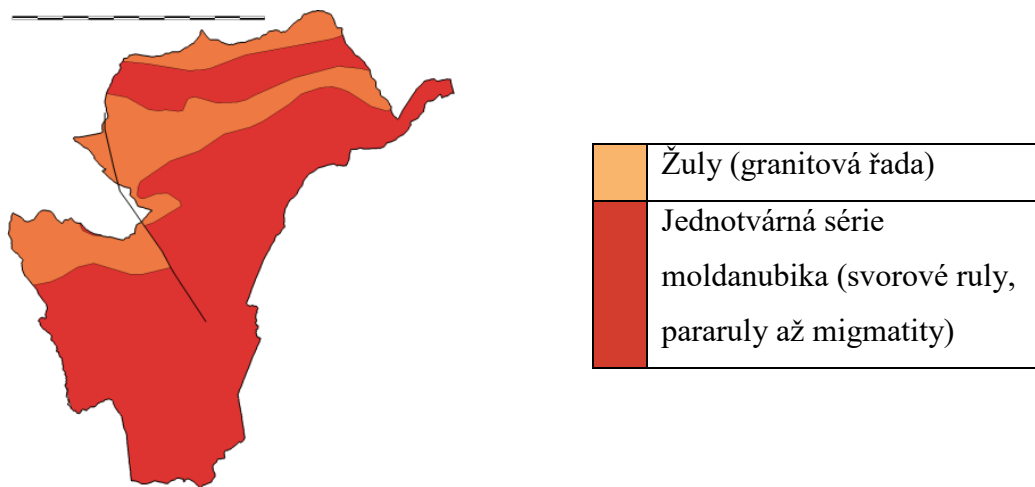 Žuly (granitová řada)
Jednotvárná série
moldanubika (svorové ruly,
pararuly až migmatity)